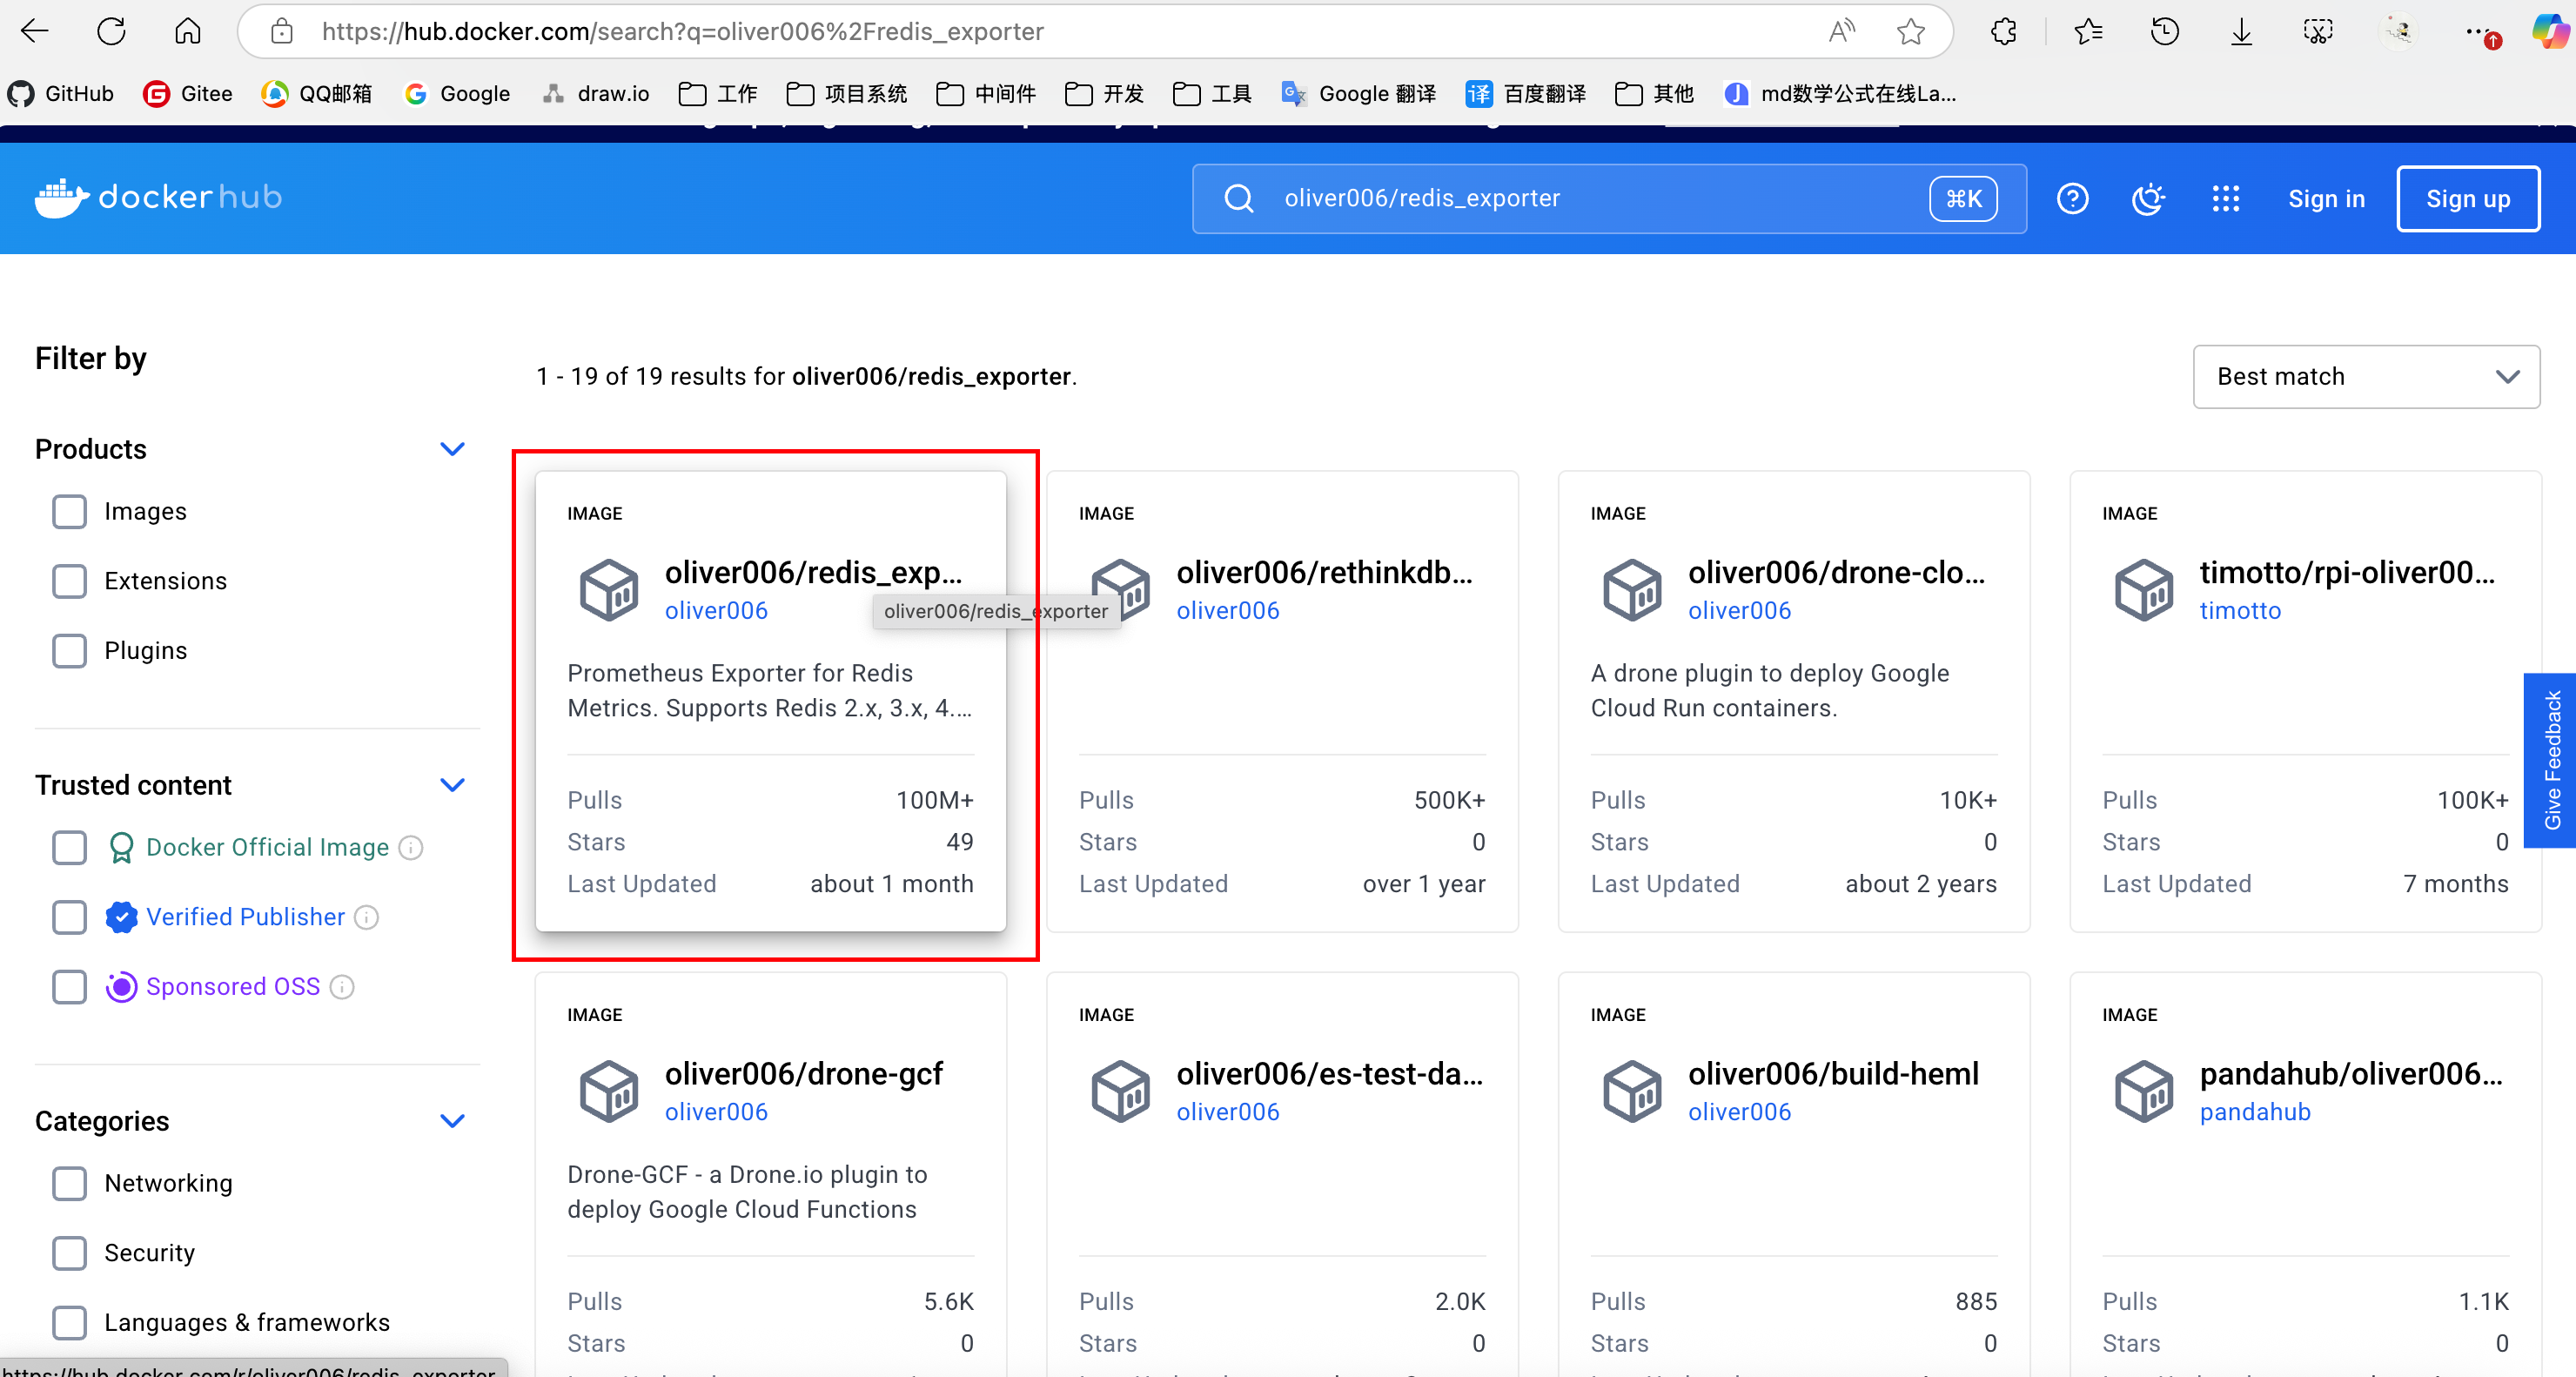 https://hub.docker.com/search?q=oliver006%2Fredis_exporter
GitHub
Gitee
QQ邮箱
Google
draw.io
工作
项目系统
中间件
开发
工具
Google 翻译
百度翻译
其他
md数学公式在线La...
docker hub
oliver006/redis_exporter
⌘K
Sign in
Sign up
Filter by
1 - 19 of 19 results for oliver006/redis_exporter.
Best match
Products
Images
Extensions
Plugins
Trusted content
Docker Official Image
Verified Publisher
Sponsored OSS
Categories
Networking
Security
Languages & frameworks
IMAGE
oliver006/redis_exp...
oliver006
oliver006/redis_exporter
Prometheus Exporter for Redis
Metrics. Supports Redis 2.x, 3.x, 4....
Pulls 100M+
Stars 49
Last Updated about 1 month
IMAGE
oliver006/rethinkdb...
oliver006
Pulls 500K+
Stars 0
Last Updated over 1 year
IMAGE
oliver006/drone-clo...
oliver006
A drone plugin to deploy Google
Cloud Run containers.
Pulls 10K+
Stars 0
Last Updated about 2 years
IMAGE
timotto/rpi-oliver00...
timotto
Pulls 100K+
Stars 0
Last Updated 7 months
Give Feedback
IMAGE
oliver006/drone-gcf
oliver006
Drone-GCF - a Drone.io plugin to
deploy Google Cloud Functions
Pulls 5.6K
Stars 0
IMAGE
oliver006/es-test-da...
oliver006
Pulls 2.0K
Stars 0
IMAGE
oliver006/build-heml
oliver006
Pulls 885
Stars 0
IMAGE
pandahub/oliver006...
pandahub
Pulls 1.1K
Stars 0
https://hub.docker.com/r/oliver006/redis_exporter